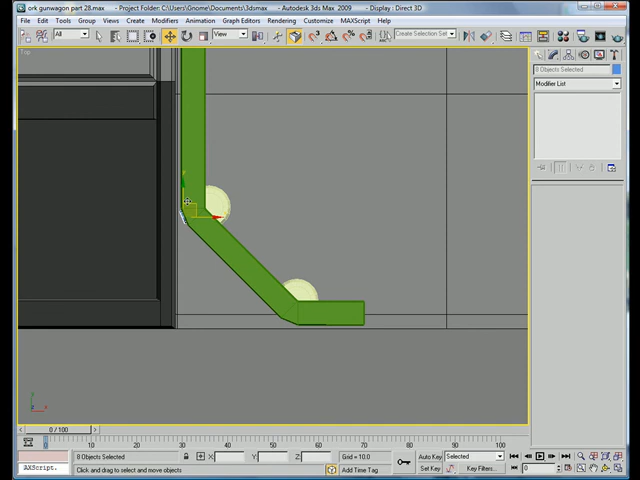 ork gunwagon part 28.max - Project Folder: C:\Users\Gnome\Documents\3dsmax - Autodesk 3ds Max 2009 - Display : Direct 3D
File Edit Tools Group Views Create Modifiers Animation Graph Editors Rendering Customize MAXScript Help
All View Create Selection Set
Top
0 Objects Selected
Modifier List
0 / 100
0 10 20 30 40 50 60 70 80 90 100
8 Objects Selected X: Y: Z: Grid = 10.0 Auto Key Selected
AXScript. Click and drag to select and move objects Add Time Tag Set Key Key Filters... 0